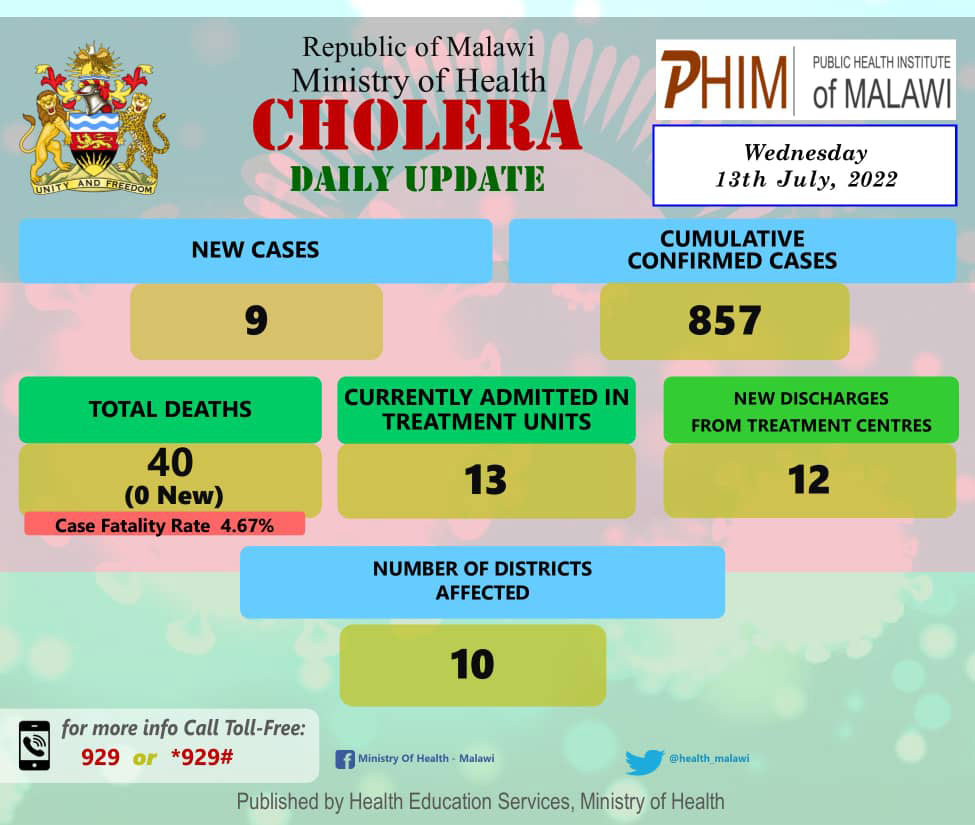 Republic of Malawi
Ministry of Health
CHOLERA
DAILY UPDATE
UNITY AND FREEDOM
PHIM
PUBLIC HEALTH INSTITUTE
of MALAWI
Wednesday
13th July, 2022
NEW CASES
9
CUMULATIVE
CONFIRMED CASES
857
TOTAL DEATHS
40
(0 New)
Case Fatality Rate 4.67%
CURRENTLY ADMITTED IN
TREATMENT UNITS
13
NEW DISCHARGES
FROM TREATMENT CENTRES
12
NUMBER OF DISTRICTS
AFFECTED
10
for more info Call Toll-Free:
929 or *929#
Ministry Of Health - Malawi
@health_malawi
Published by Health Education Services, Ministry of Health